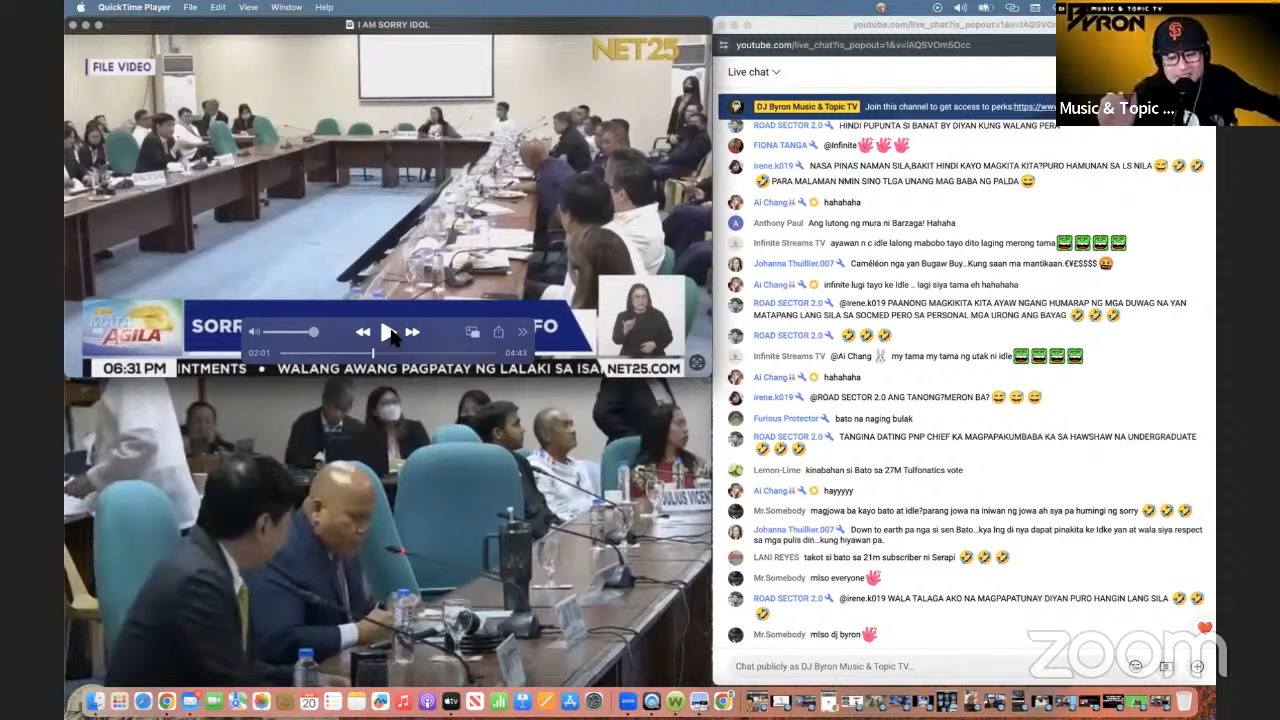 QuickTime Player File Edit View Window Help
I AM SORRY IDOL
NET25
FILE VIDEO
MATA
AGILA
SORR
FO
02:01
04:43
06:31 PM
INTMENTS • WALANG AWANG PAGPATAY NG LALAKI SA ISA
NET25.COM
JULIUS VICENT
youtube.com/live_chat?is_popout=1&v=lAQSVOm5O
youtube.com/live_chat?is_popout=1&v=lAQSVOm5Occ
Live chat
DJ Byron Music & Topic TV Join this channel to get access to perks:https://www
ROAD SECTOR 2.0 HINDI PUPUNTA SI BANAT BY DIYAN KUNG WALANG PERA
FIONA TANGA @Infinite
irene.k019 NASA PINAS NAMAN SILA,BAKIT HINDI KAYO MAGKITA KITA?PURO HAMUNAN SA LS NILA😅🤣🤣
🤣PARA MALAMAN NMIN SINO TLGA UNANG MAG BABA NG PALDA😅
Ai Chang hahahaha
A Anthony Paul Ang lutong ng mura ni Barzaga! Hahaha
Infinite Streams TV ayawan n c idle lalong mabobo tayo dito laging merong tama
Johanna Thuillier.007 Caméléon nga yan Bugaw Buy...Kung saan ma mantikaan.€¥£$$$$🤬
Ai Chang infinite lugi tayo ke Idle .. lagi siya tama eh hahahaha
ROAD SECTOR 2.0 @irene.k019 PAANONG MAGKIKITA KITA AYAW NGANG HUMARAP NG MGA DUWAG NA YAN
MATAPANG LANG SILA SA SOCMED PERO SA PERSONAL MGA URONG ANG BAYAG🤣🤣🤣
ROAD SECTOR 2.0 🤣🤣🤣
Infinite Streams TV @Ai Chang🐰 my tama my tama ng utak ni idle
Ai Chang hahahaha
irene.k019 @ROAD SECTOR 2.0 ANG TANONG?MERON BA?😅😅😅
Furious Protector bato na naging bulak
ROAD SECTOR 2.0 TANGINA DATING PNP CHIEF KA MAGPAPAKUMBABA KA SA HAWSHAW NA UNDERGRADUATE
🤣🤣🤣
Lemon-Lime kinabahan si Bato sa 27M Tulfonatics vote
Ai Chang hayyyyy
Mr.Somebody magjowa ba kayo bato at idle?parang jowa na iniwan ng jowa ah sya pa humingi ng sorry🤣🤣🤣
Johanna Thuillier.007 Down to earth pa nga si sen Bato...kya lng di nya dapat pinakita ke Idke yan at wala siya respect
sa mga pulis din...kung hiyawan pa.
LANI REYES takot si bato sa 21m subscriber ni Serapi🤣🤣🤣
Mr.Somebody mlso everyone
ROAD SECTOR 2.0 @irene.k019 WALA TALAGA AKO NA MAGPAPATUNAY DIYAN PURO HANGIN LANG SILA🤣🤣
🤣
Mr.Somebody mlso dj byron
Chat publicly as DJ Byron Music & Topic TV...
MUSIC & TOPIC TV
BYRON
SF
Music & Topic ...
zoom
20
tv
zoom